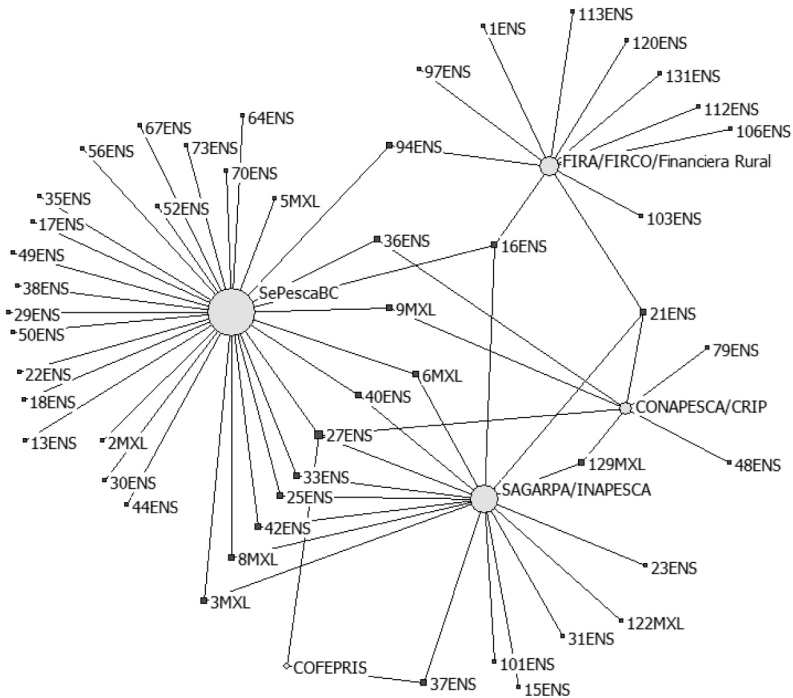 113ENS
1ENS
120ENS
97ENS
131ENS
112ENS
64ENS
67ENS
106ENS
73ENS
94ENS
56ENS
FIRA/FIRCO/Financiera Rural
70ENS
35ENS
5MXL
52ENS
103ENS
17ENS
36ENS
16ENS
49ENS
38ENS
SePescaBC
9MXL
29ENS
21ENS
50ENS
79ENS
22ENS
6MXL
40ENS
18ENS
CONAPESCA/CRIP
27ENS
13ENS
2MXL
129MXL
48ENS
33ENS
30ENS
SAGARPA/INAPESCA
25ENS
44ENS
42ENS
8MXL
23ENS
3MXL
122MXL
31ENS
101ENS
COFEPRIS
37ENS
15ENS